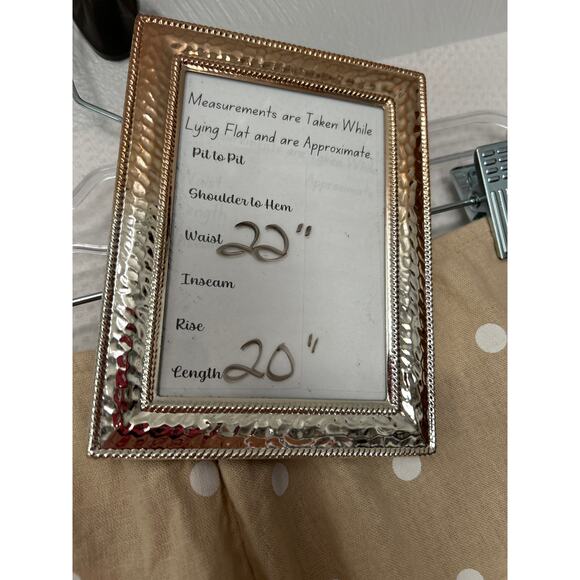 Measurements are Taken While
Lying Flat and are Approximate.
Pit to Pit
Shoulder to Hem
Waist 22"
Inseam
Rise
Length 20"